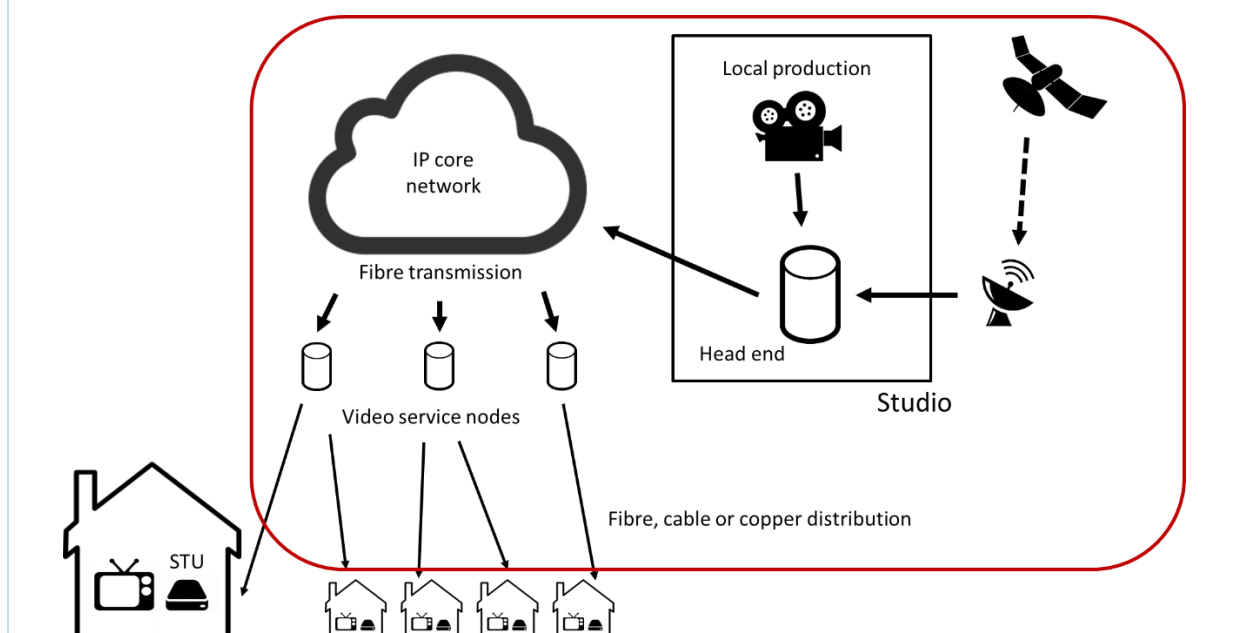 Local production
IP core
network
Fibre transmission
Head end
Studio
Video service nodes
Fibre, cable or copper distribution
STU